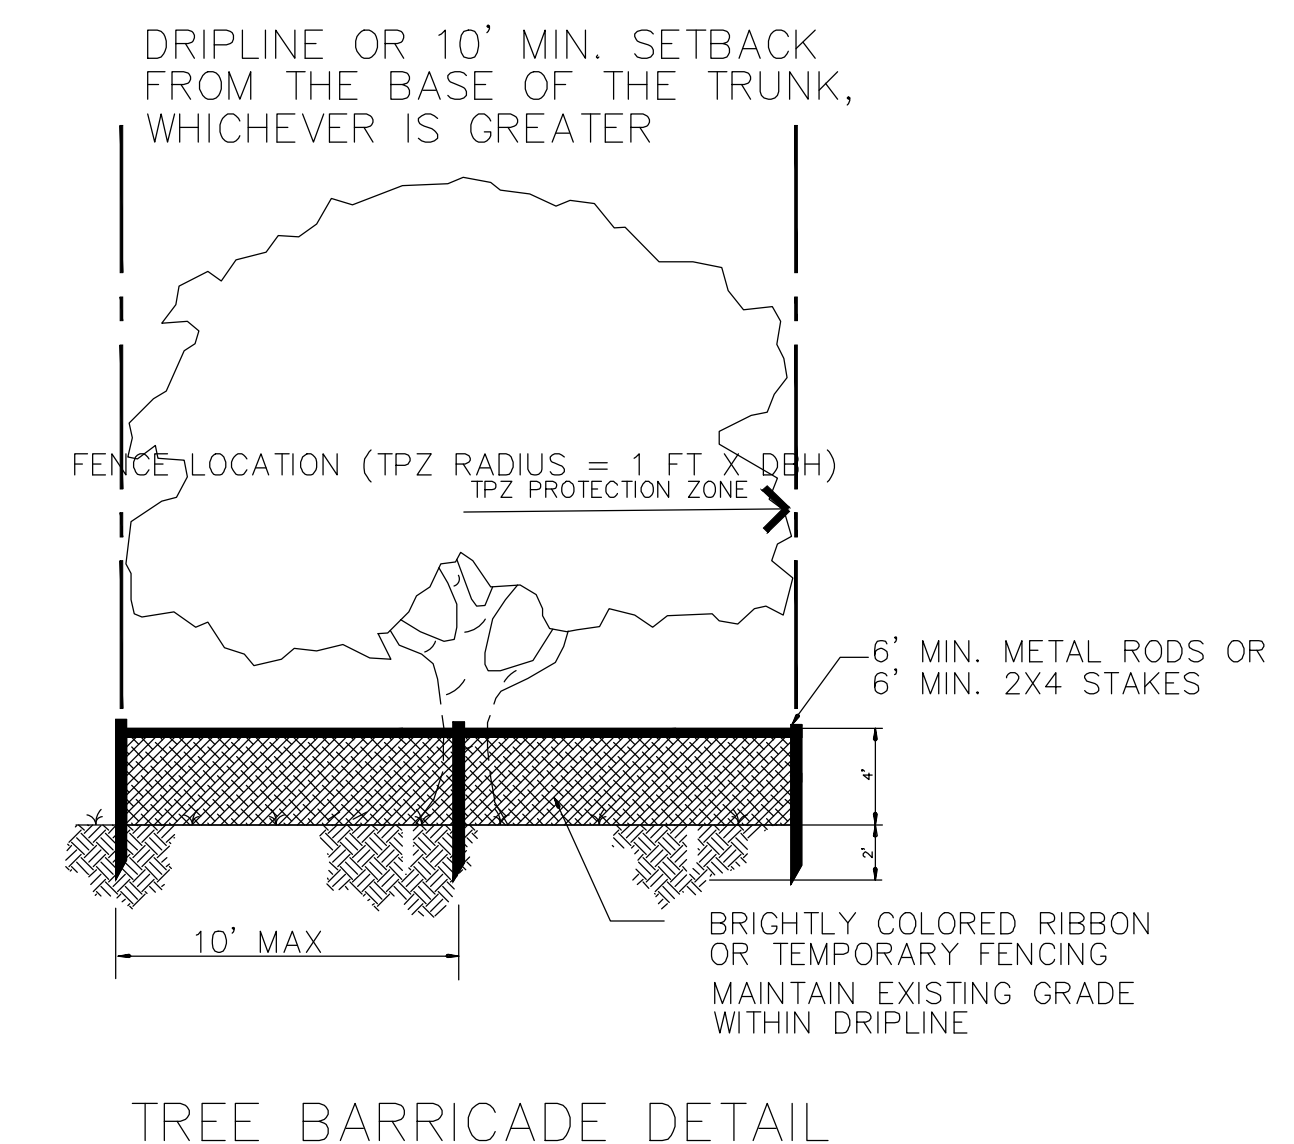 DRIPLINE OR 10' MIN. SETBACK
FROM THE BASE OF THE TRUNK,
WHICHEVER IS GREATER
FENCE LOCATION (TPZ RADIUS = 1 FT X DBH)
TPZ PROTECTION ZONE
6' MIN. METAL RODS OR
6' MIN. 2X4 STAKES
4'
2'
10' MAX
BRIGHTLY COLORED RIBBON
OR TEMPORARY FENCING
MAINTAIN EXISTING GRADE
WITHIN DRIPLINE
TREE BARRICADE DETAIL